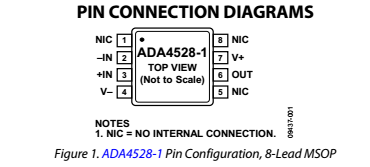 PIN CONNECTION DIAGRAMS
NIC 1 8 NIC
–IN 2 ADA4528-1 7 V+
+IN 3 TOP VIEW 6 OUT
V– 4 (Not to Scale) 5 NIC
NOTES
1. NIC = NO INTERNAL CONNECTION.
09437-001
Figure 1. ADA4528-1 Pin Configuration, 8-Lead MSOP